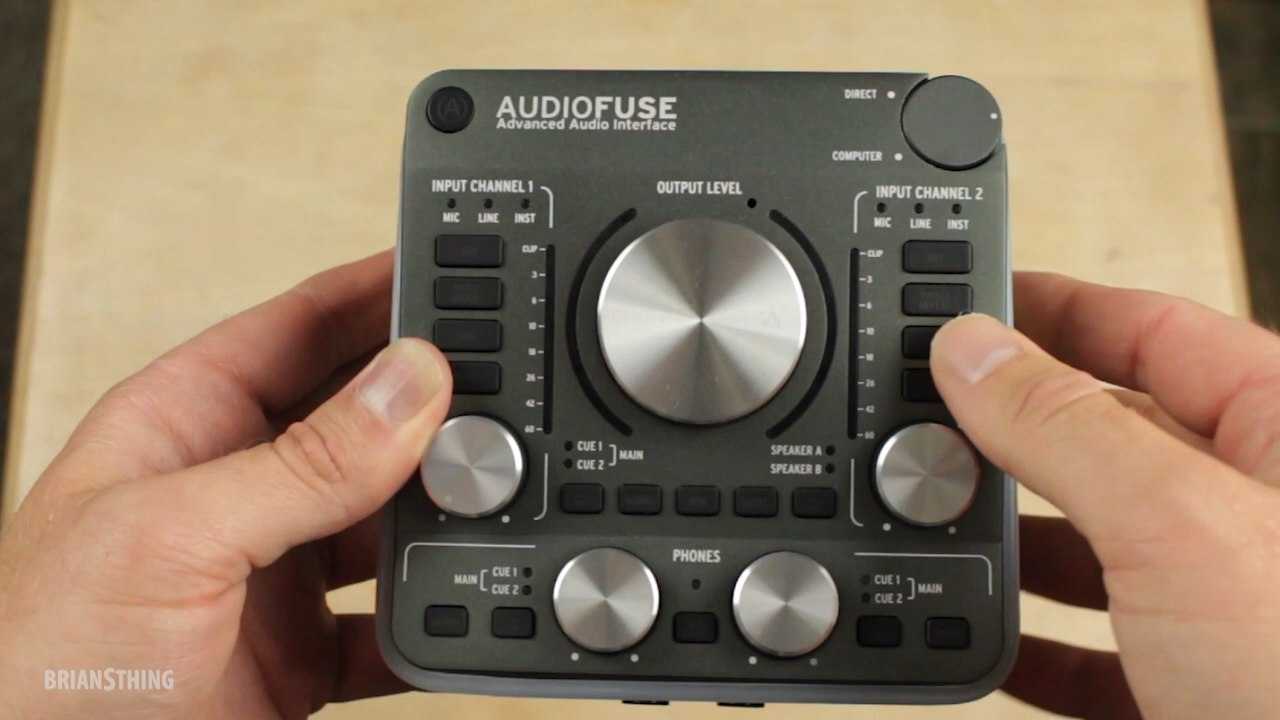 AUDIOFUSE
Advanced Audio Interface
DIRECT
COMPUTER
INPUT CHANNEL 1
MIC LINE INST
OUTPUT LEVEL
INPUT CHANNEL 2
MIC LINE INST
CLIP
3
6
10
18
26
42
60
CLIP
3
6
10
18
26
42
60
CUE 1
CUE 2
MAIN
SPEAKER A
SPEAKER B
PHONES
MAIN
CUE 1
CUE 2
CUE 1
CUE 2
MAIN
BRIANSTHING